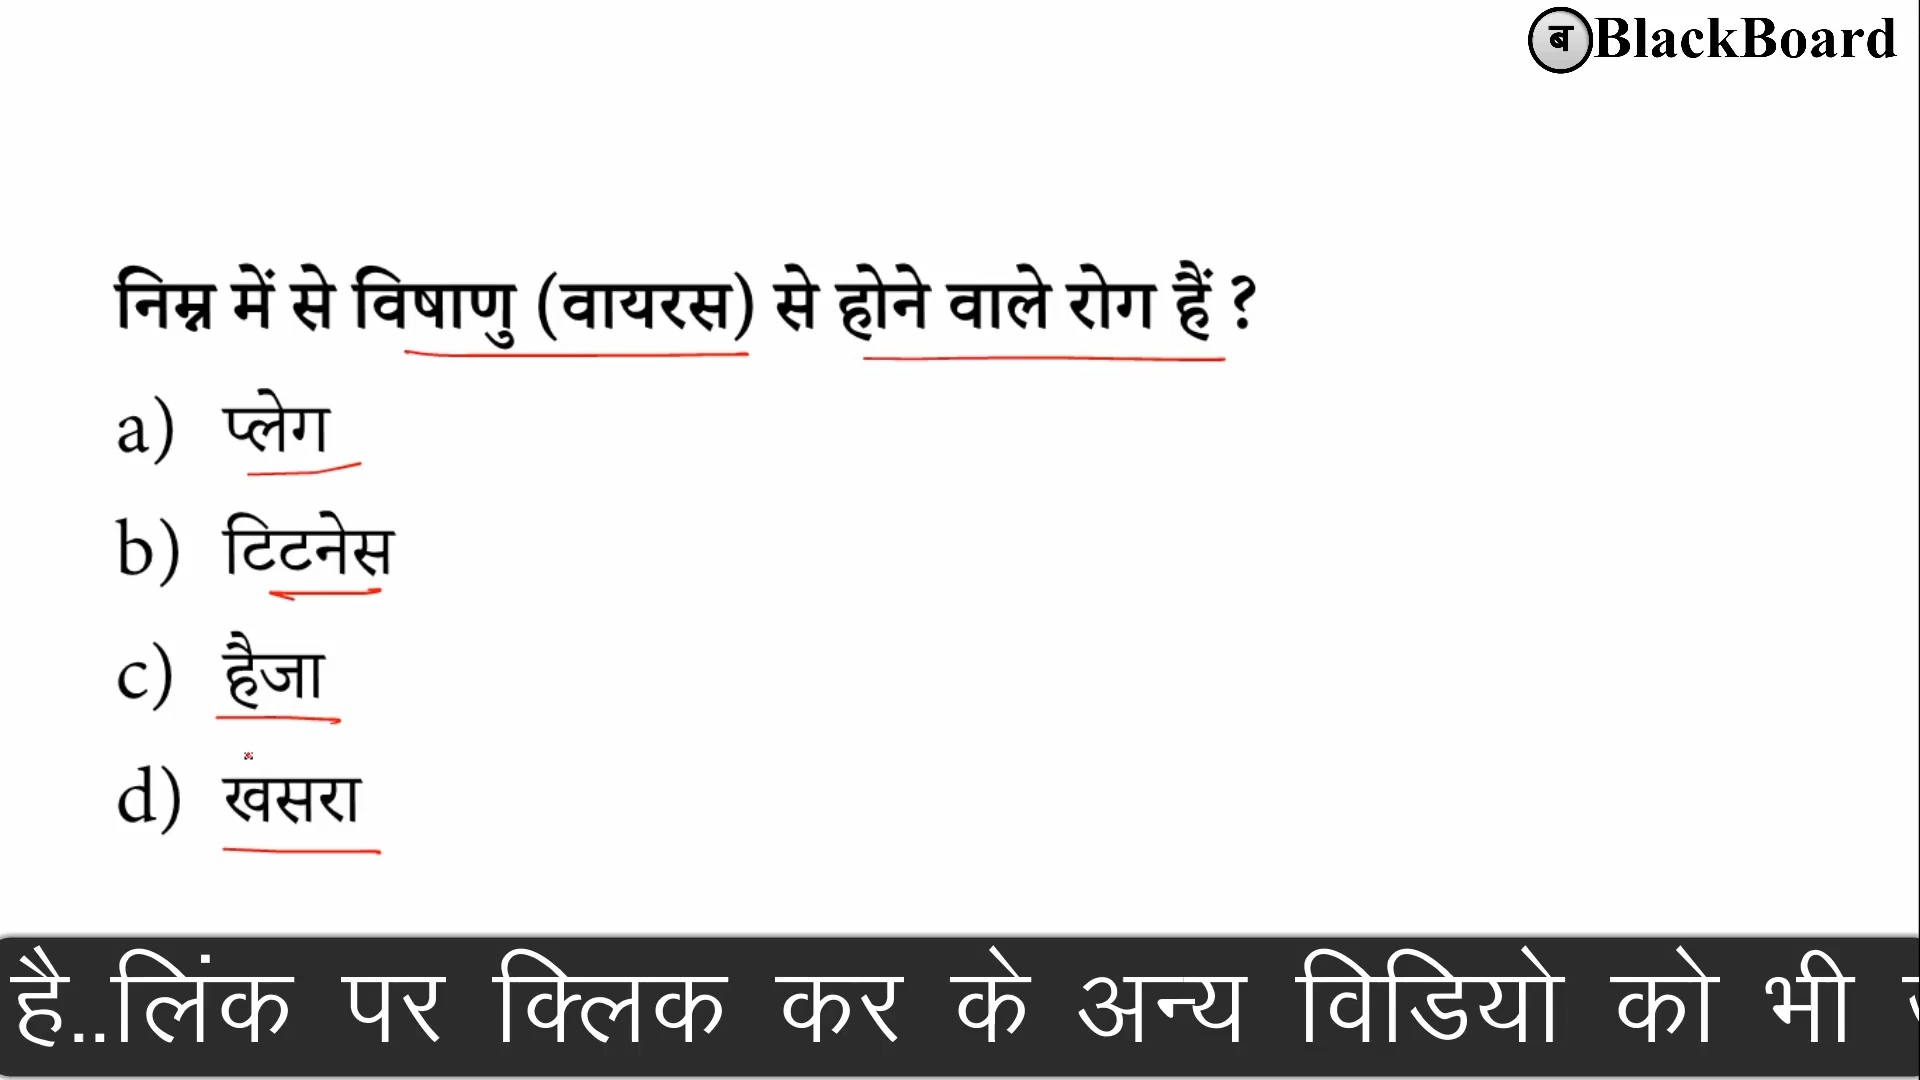 ब BlackBoard
निम्न में से विषाणु (वायरस) से होने वाले रोग हैं ?
a) प्लेग
b) टिटनेस
c) हैजा
d) खसरा
है..लिंक पर क्लिक कर के अन्य विडियो को भी